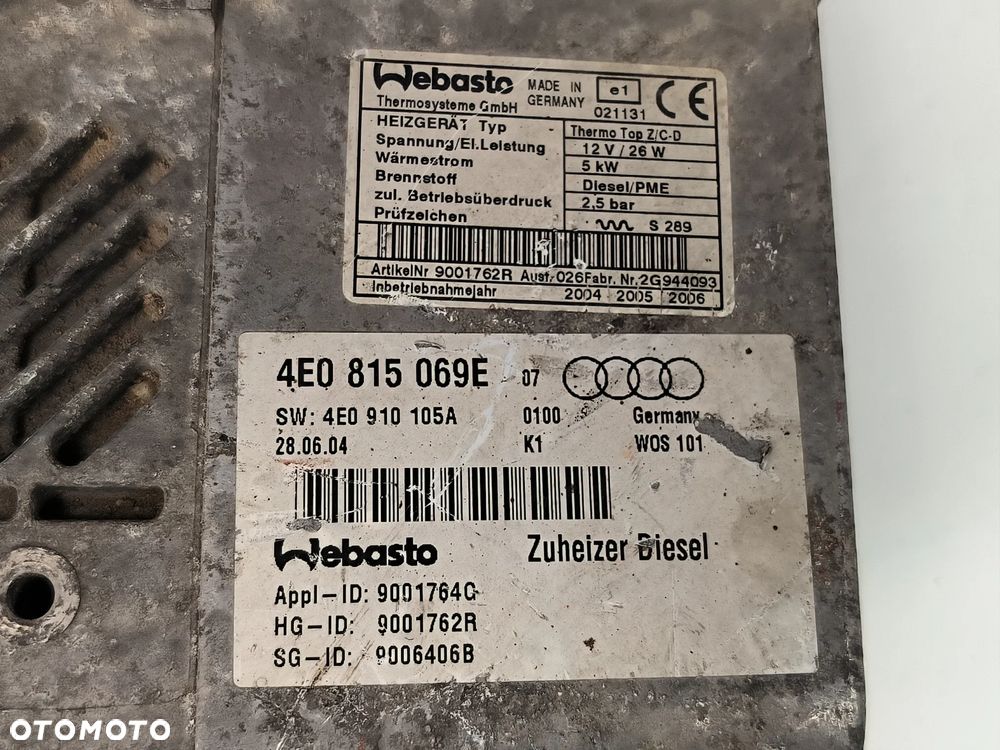 Webasto MADE IN GERMANY e1 021131 CE
Thermosysteme GmbH
HEIZGERÄT Typ Thermo Top Z/C-D
Spannung/El.Leistung 12 V / 26 W
Wärmestrom 5 kW
Brennstoff Diesel/PME
zul. Betriebsüberdruck 2,5 bar
Prüfzeichen S 289
ArtikelNr 9001762R Ausf.026 Fabr. Nr.2G944093
Inbetriebnahmejahr 2004 2005 2006
4E0 815 069E 07
SW: 4E0 910 105A 0100 Germany
28.06.04 K1 WOS 101
Webasto Zuheizer Diesel
Appl-ID: 9001764G
HG-ID: 9001762R
SG-ID: 9006406B
OTOMOTO